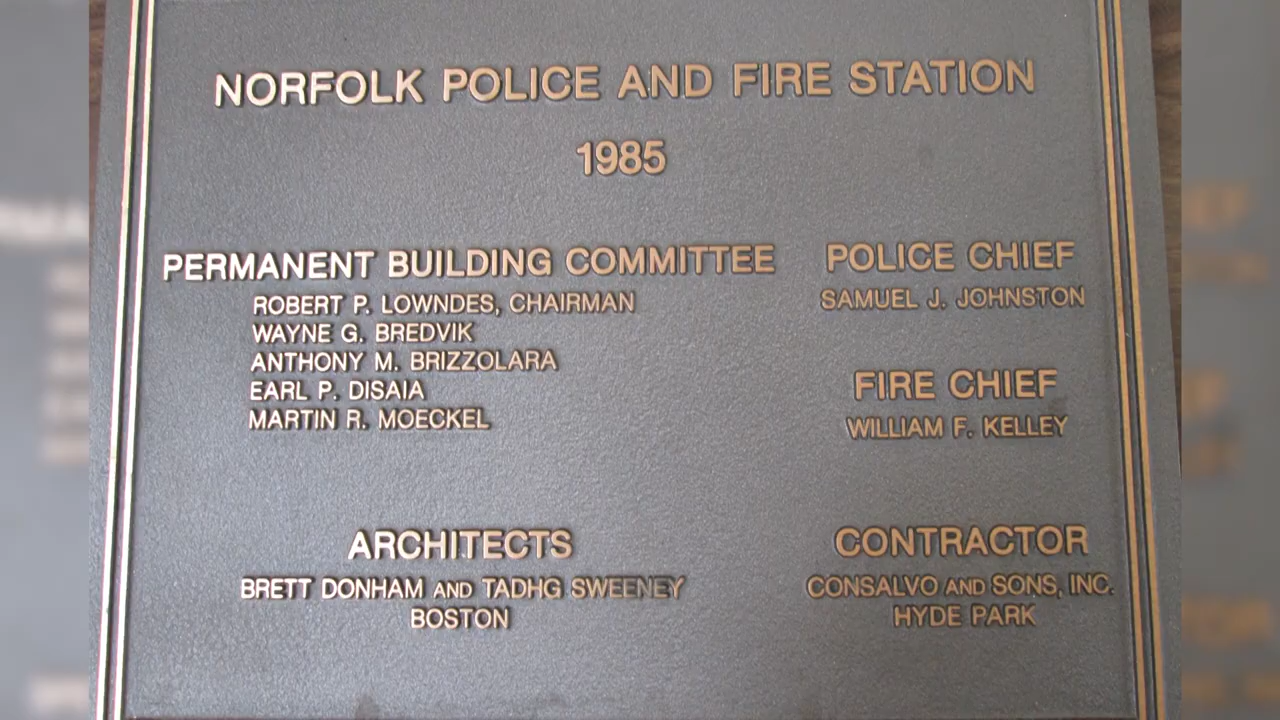 NORFOLK POLICE AND FIRE STATION
1985
PERMANENT BUILDING COMMITTEE
ROBERT P. LOWNDES, CHAIRMAN
WAYNE G. BREDVIK
ANTHONY M. BRIZZOLARA
EARL P. DISAIA
MARTIN R. MOECKEL
POLICE CHIEF
SAMUEL J. JOHNSTON
FIRE CHIEF
WILLIAM F. KELLEY
ARCHITECTS
BRETT DONHAM AND TADHG SWEENEY
BOSTON
CONTRACTOR
CONSALVO AND SONS, INC.
HYDE PARK